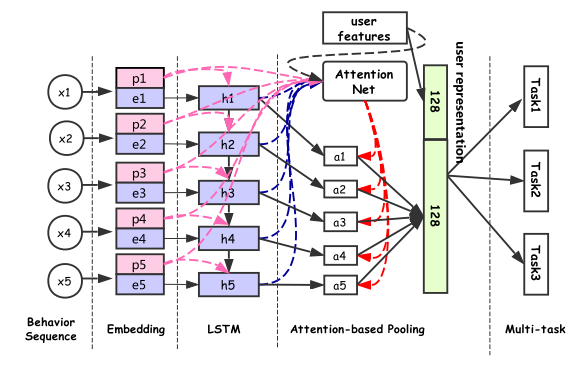 user
features
Attention
Net
user representation
x1
p1
e1
h1
128
Task1
x2
p2
e2
h2
a1
x3
p3
e3
h3
a2
Task2
x4
p4
e4
h4
a3
128
x5
p5
e5
h5
a4
a5
Task3
Behavior
Sequence
Embedding
LSTM
Attention-based Pooling
Multi-task